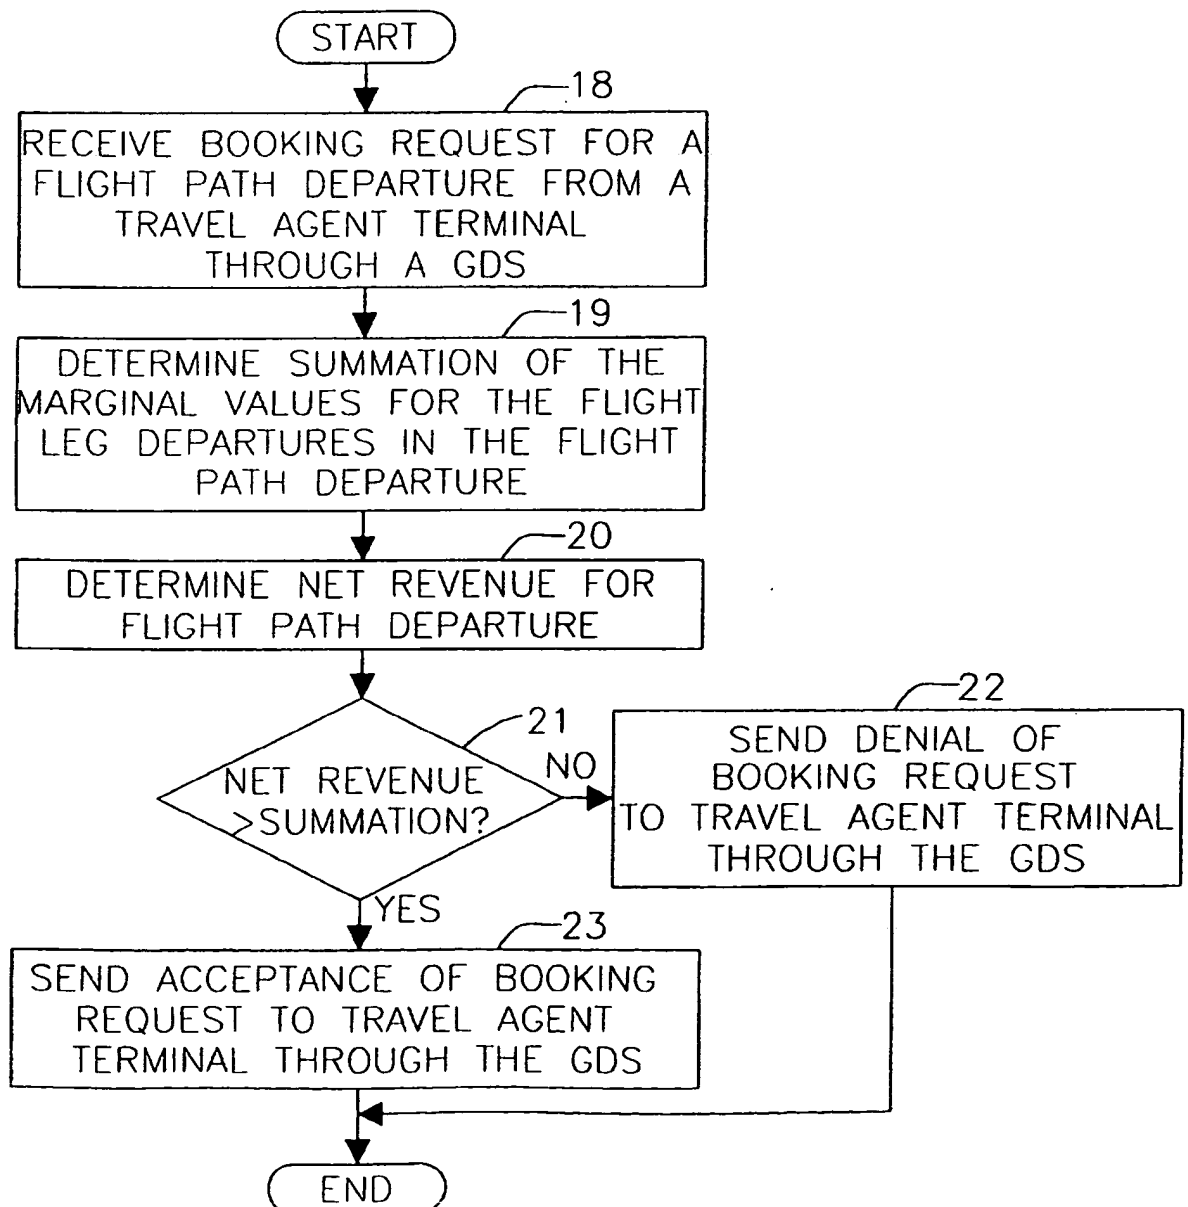 START
18
RECEIVE BOOKING REQUEST FOR A
FLIGHT PATH DEPARTURE FROM A
TRAVEL AGENT TERMINAL
THROUGH A GDS
19
DETERMINE SUMMATION OF THE
MARGINAL VALUES FOR THE FLIGHT
LEG DEPARTURES IN THE FLIGHT
PATH DEPARTURE
20
DETERMINE NET REVENUE FOR
FLIGHT PATH DEPARTURE
21
NET REVENUE
>SUMMATION?
NO
22
SEND DENIAL OF
BOOKING REQUEST
TO TRAVEL AGENT TERMINAL
THROUGH THE GDS
YES
23
SEND ACCEPTANCE OF BOOKING
REQUEST TO TRAVEL AGENT
TERMINAL THROUGH THE GDS
END